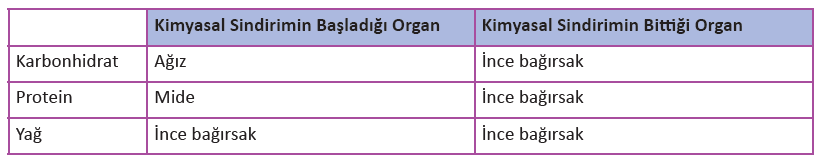 Kimyasal Sindirimin Başladığı Organ Kimyasal Sindirimin Bittiği Organ
Karbonhidrat Ağız İnce bağırsak
Protein Mide İnce bağırsak
Yağ İnce bağırsak İnce bağırsak